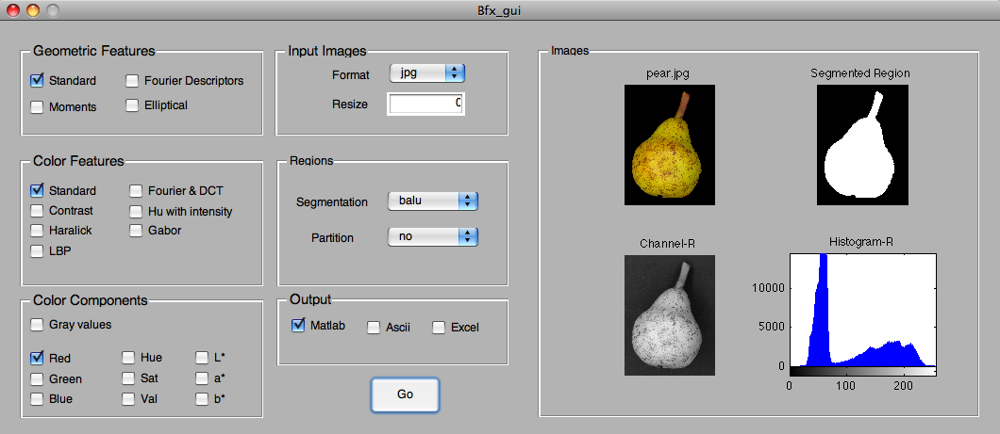 Bfx_gui
Geometric Features
Standard
Fourier Descriptors
Moments
Elliptical
Input Images
Format
jpg
Resize
0
Images
pear.jpg
Segmented Region
Color Features
Standard
Fourier & DCT
Contrast
Hu with intensity
Haralick
Gabor
LBP
Regions
Segmentation
balu
Partition
no
Channel-R
Histogram-R
10000
5000
0
0 100 200
Color Components
Gray values
Red
Hue
L*
Green
Sat
a*
Blue
Val
b*
Output
Matlab
Ascii
Excel
Go